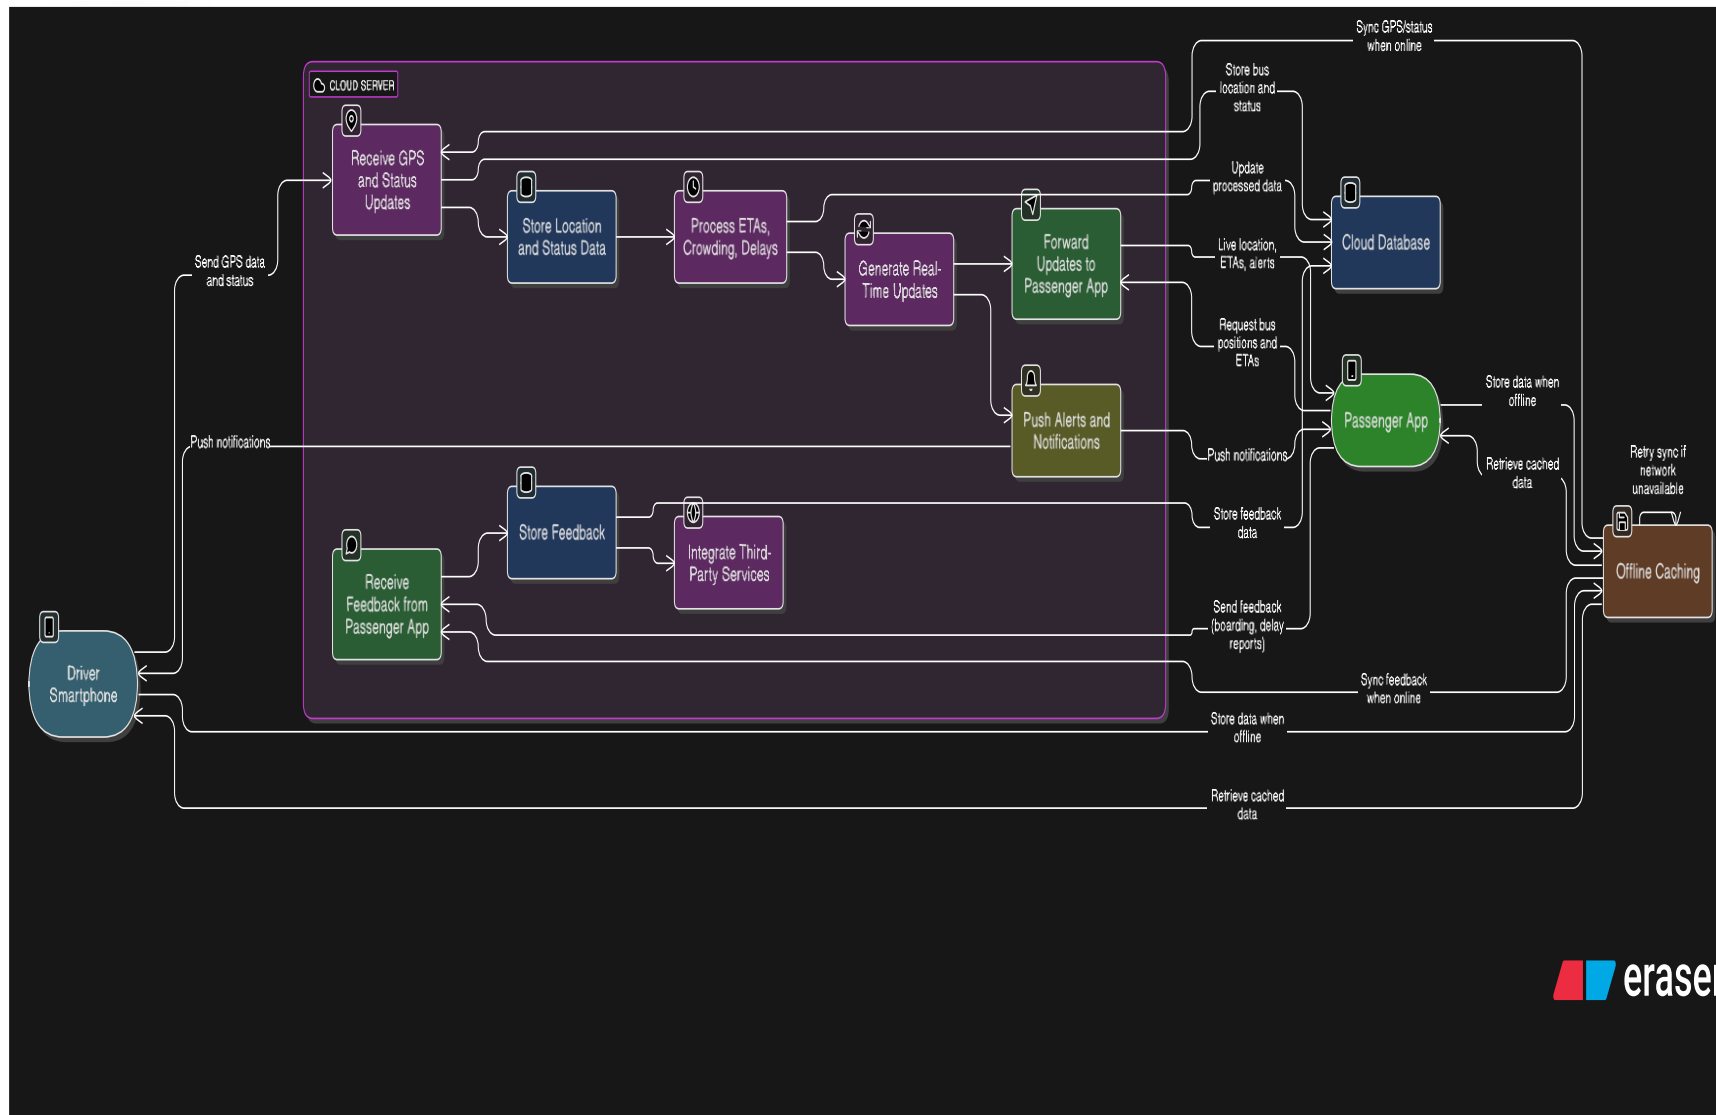 Sync GPS/status
when online
Store bus
location and
status
CLOUD SERVER
Receive GPS
and Status
Updates
Update
processed data
Store Location
and Status Data
Process ETAs,
Crowding, Delays
Forward
Updates to
Passenger App
Cloud Database
Live location,
ETAs, alerts
Send GPS data
and status
Generate Real-
Time Updates
Request bus
positions and
ETAs
Store data when
offline
Push Alerts and
Notifications
Passenger App
Push notifications
Push notifications
Retrieve cached
data
Retry sync if
network
unavailable
Store Feedback
Store feedback
data
Integrate Third-
Party Services
Offline Caching
Receive
Feedback from
Passenger App
Send feedback
(boarding, delay
reports)
Driver
Smartphone
Sync feedback
when online
Store data when
offline
Retrieve cached
data
eraser